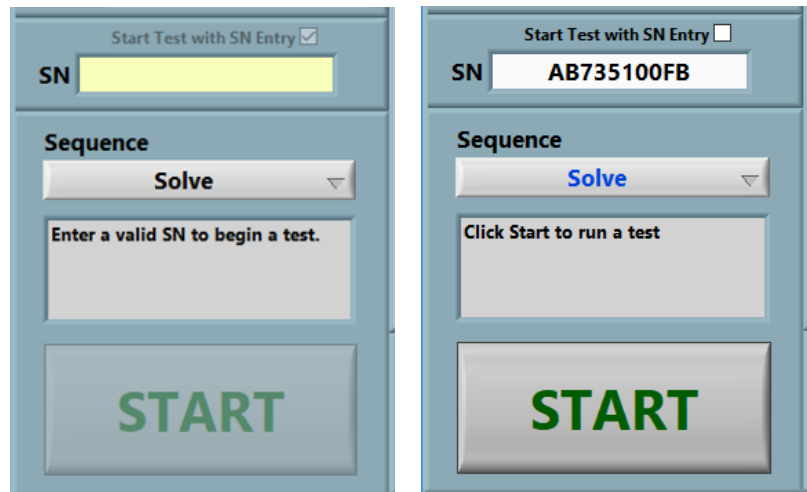 Start Test with SN Entry
SN
Sequence
Solve
Enter a valid SN to begin a test.
START
Start Test with SN Entry
SN AB735100FB
Sequence
Solve
Click Start to run a test
START